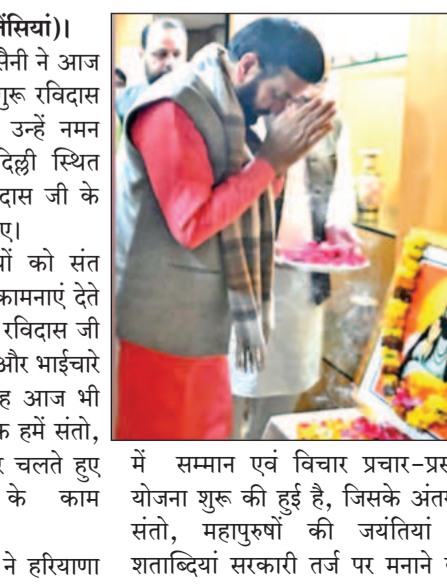 जेंसियां)।
सैनी ने आज
गुरू रविदास
उन्हें नमन
दिल्ली स्थित
दास जी के
ए।
यों को संत
कामनाएं देते
रविदास जी
और भाईचारे
ह आज भी
क हमें संतो,
र चलते हुए
के काम
ने हरियाणा
में सम्मान एवं विचार प्रचार-प्रस
योजना शुरू की हुई है, जिसके अंतर्ग
संतो, महापुरुषों की जयंतियां
शताब्दियां सरकारी तर्ज पर मनाने